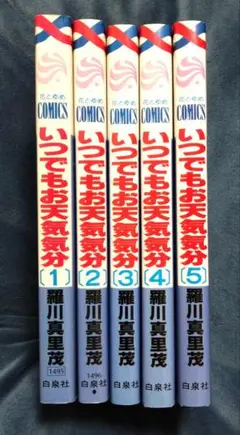 花とゆめ
COMICS
いつでもお天気気分
[1]
羅川真里茂
1495
白泉社
花とゆめ
COMICS
いつでもお天気気分
[2]
羅川真里茂
1496
白泉社
花とゆめ
COMICS
いつでもお天気気分
[3]
羅川真里茂
白泉社
花とゆめ
COMICS
いつでもお天気気分
[4]
羅川真里茂
白泉社
花とゆめ
COMICS
いつでもお天気気分
[5]
羅川真里茂
白泉社